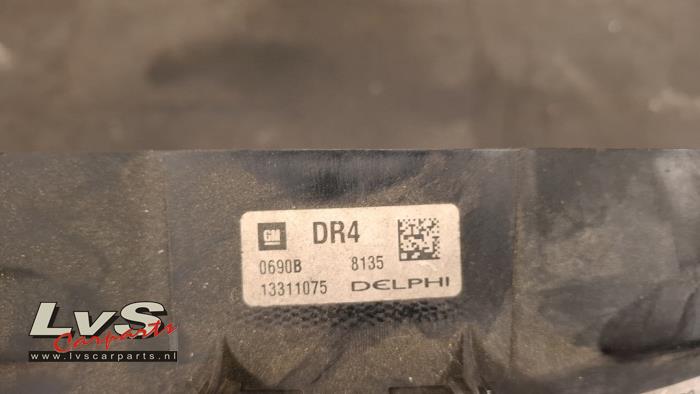 GM DR4
0690B 8135
13311075 DELPHI
LvS
Carparts
www.lvscarparts.nl